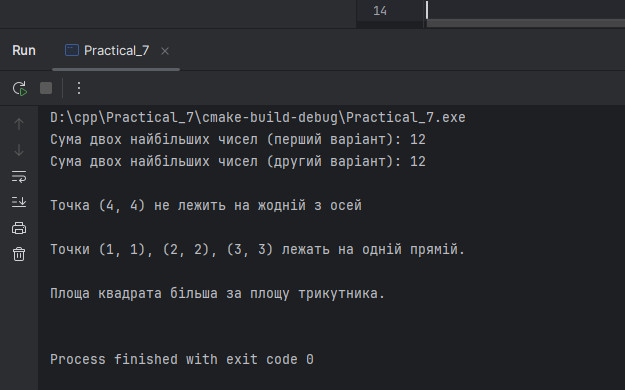 14
Run
Practical_7
D:\cpp\Practical_7\cmake-build-debug\Practical_7.exe
Сума двох найбільших чисел (перший варіант): 12
Сума двох найбільших чисел (другий варіант): 12
Точка (4, 4) не лежить на жодній з осей
Точки (1, 1), (2, 2), (3, 3) лежать на одній прямій.
Площа квадрата більша за площу трикутника.
Process finished with exit code 0